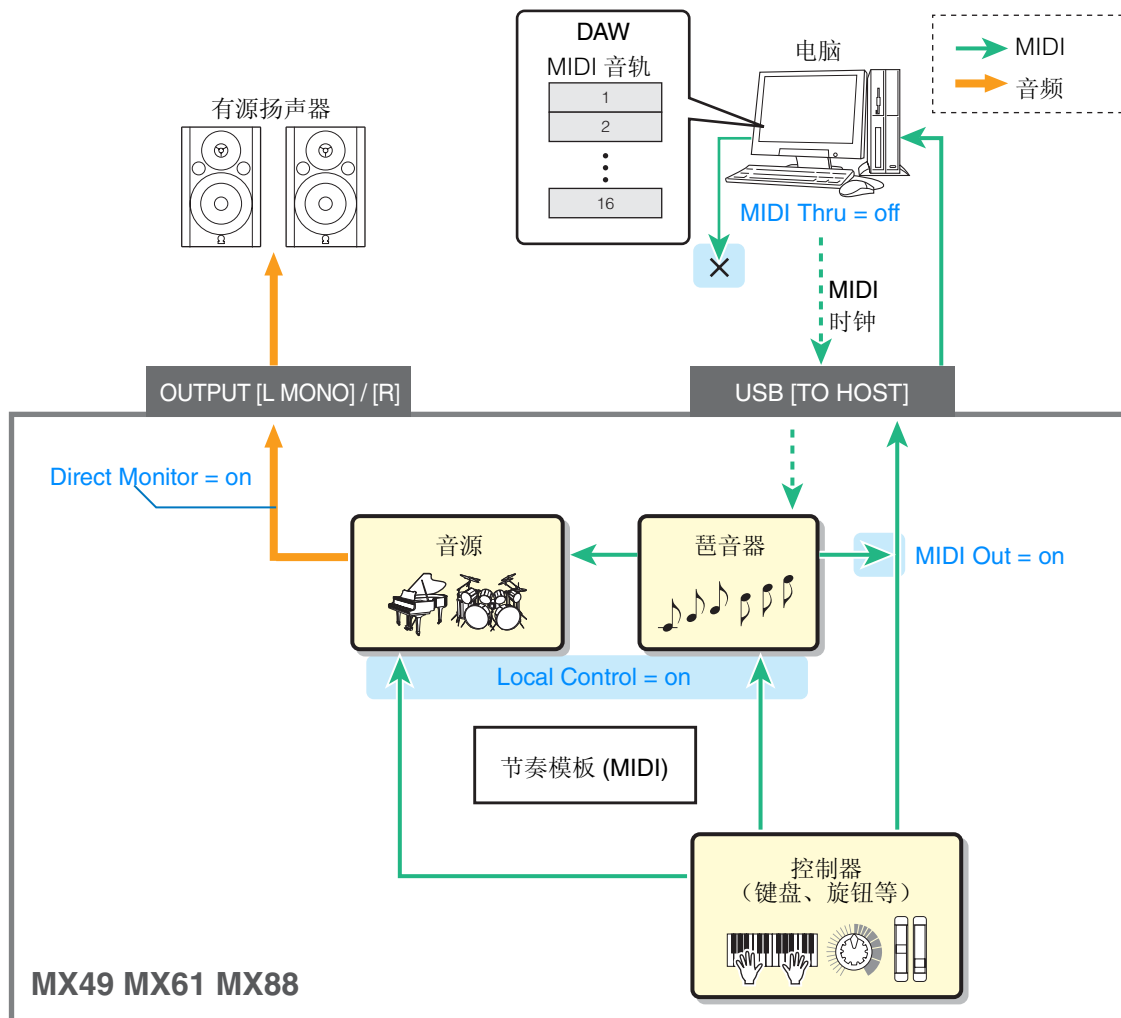 DAW
MIDI 音轨
1
2
16
电脑
MIDI
音频
有源扬声器
MIDI Thru = off
MIDI
时钟
OUTPUT [L MONO] / [R]
USB [TO HOST]
Direct Monitor = on
音源
琶音器
MIDI Out = on
Local Control = on
节奏模板 (MIDI)
控制器
（键盘、旋钮等）
MX49 MX61 MX88